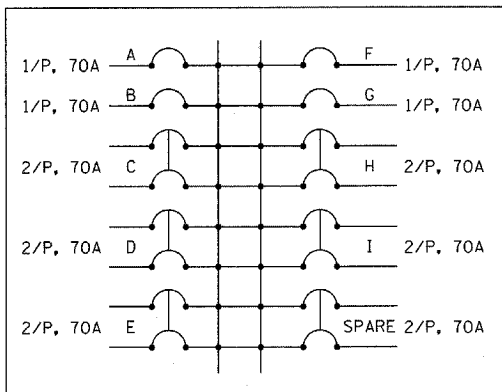 1/P, 70A A F 1/P, 70A
1/P, 70A B G 1/P, 70A
2/P, 70A C H 2/P, 70A
2/P, 70A D I 2/P, 70A
2/P, 70A E SPARE 2/P, 70A